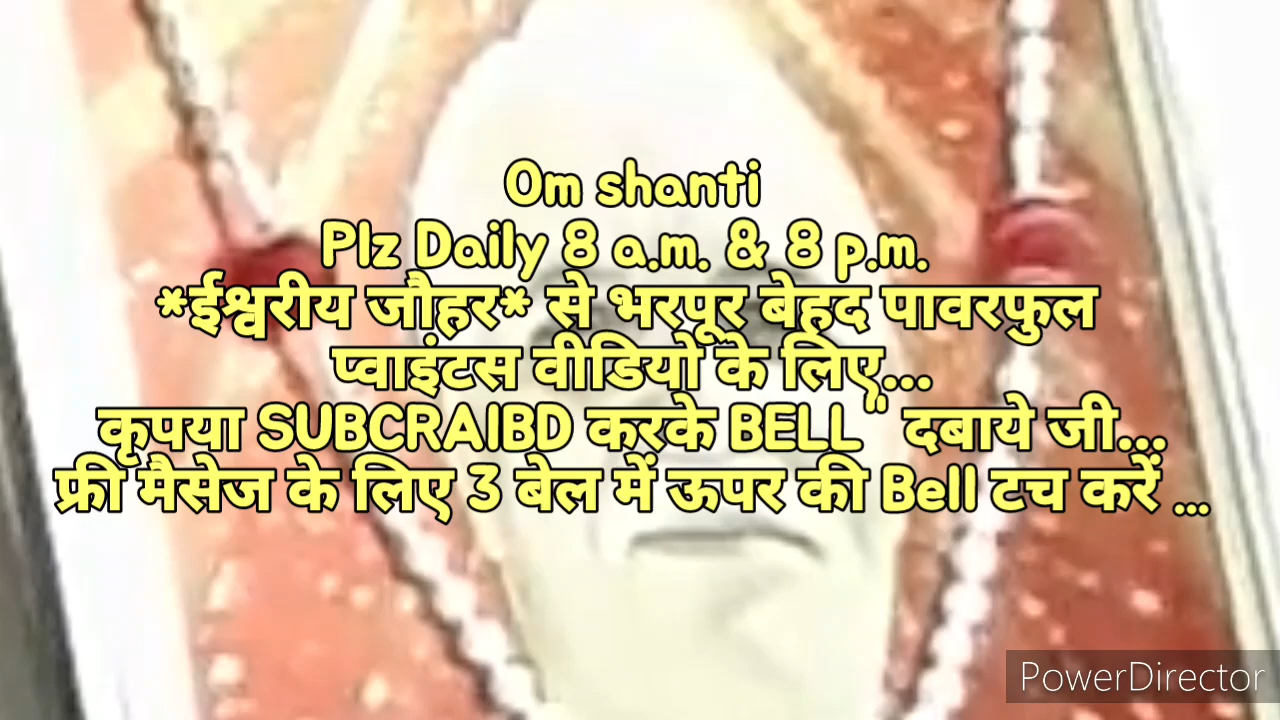 Om shanti
Plz Daily 8 a.m. & 8 p.m.
*ईश्वरीय जौहर* से भरपूर बेहद पावरफुल
प्वाइंटस वीडियो के लिए...
कृपया SUBCRAIBD करके BELL" दबाये जी...
फ्री मैसेज के लिए 3 बेल में ऊपर की Bell टच करें ...
PowerDirector